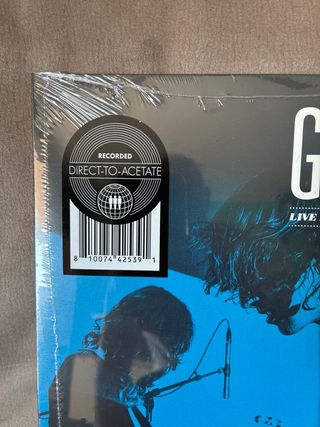 RECORDED
DIRECT-TO-ACETATE
8 10074 42539 1
G
LIVE